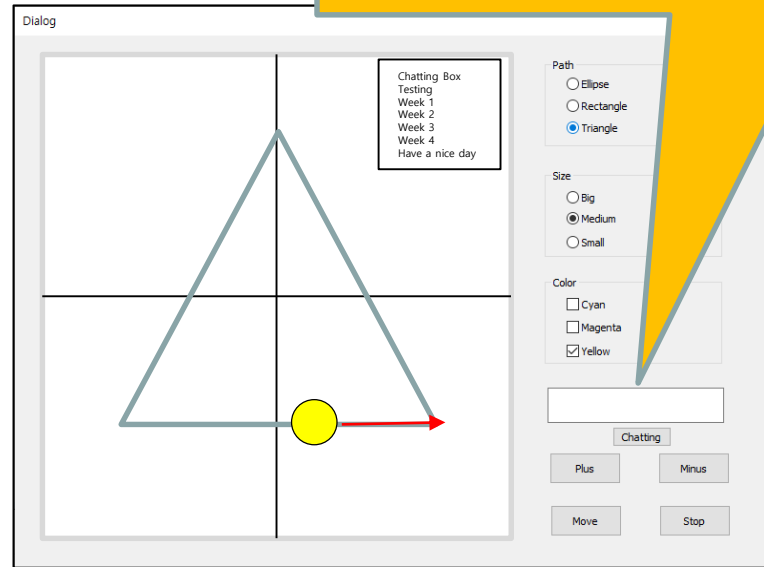 Dialog
Chatting Box
Testing
Week 1
Week 2
Week 3
Week 4
Have a nice day
Path
Ellipse
Rectangle
Triangle
Size
Big
Medium
Small
Color
Cyan
Magenta
Yellow
Chatting
Plus
Minus
Move
Stop